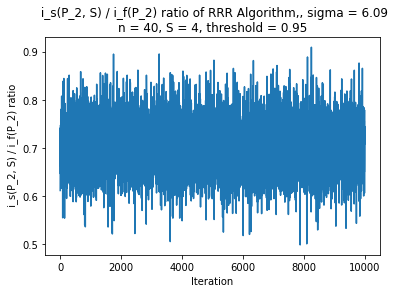 i_s(P_2, S) / i_f(P_2) ratio of RRR Algorithm,, sigma = 6.09
n = 40, S = 4, threshold = 0.95
i_s(P_2, S) / i_f(P_2) ratio
0.9
0.8
0.7
0.6
0.5
0 2000 4000 6000 8000 10000
Iteration